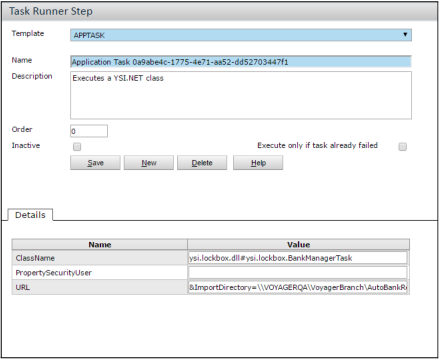 Task Runner Step
Template APPTASK
Name Application Task 0a9abe4c-1775-4e71-aa52-dd52703447f1
Description Executes a YSI.NET class
Order 0
Inactive Execute only if task already failed
Save New Delete Help
Details
Name Value
ClassName ysi.lockbox.dll#ysi.lockbox.BankManagerTask
PropertySecurityUser
URL &ImportDirectory=\\VOYAGERQA\VoyagerBranch\AutoBankR